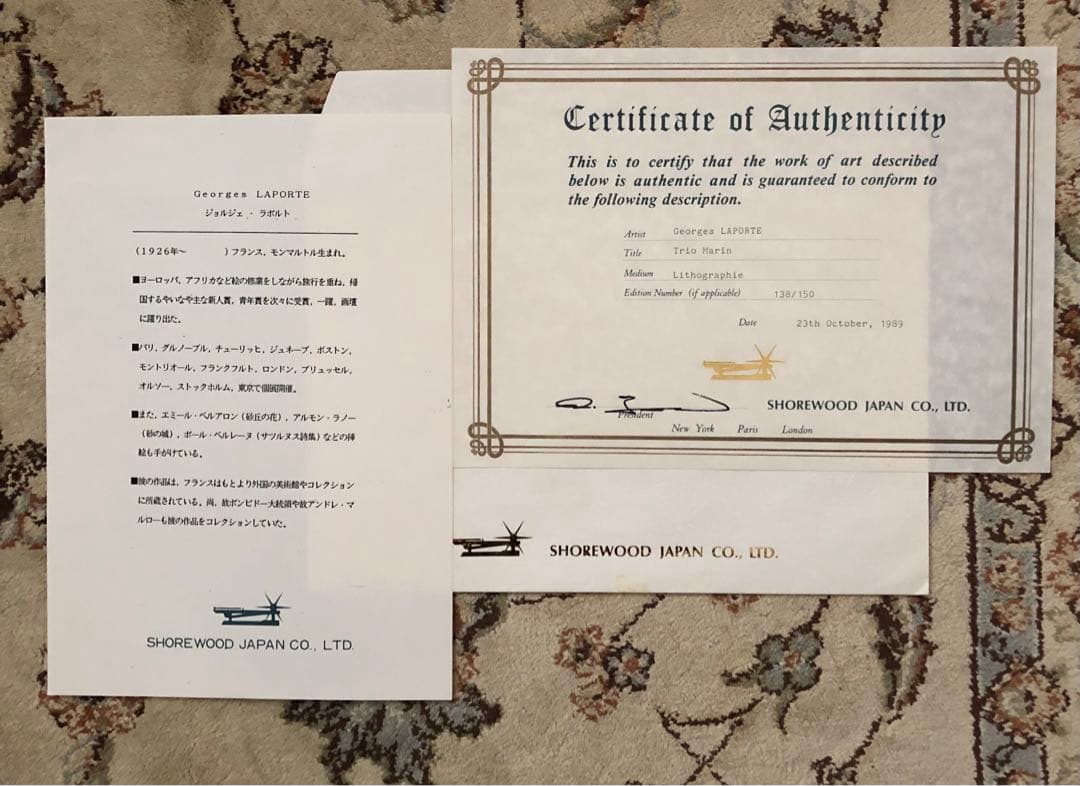 Georges LAPORTE
ジョルジェ・ラポルト
(1926年〜 )フランス，モンマルトル生まれ。
■ヨーロッパ，アフリカなど絵の修業をしながら旅行を重ね，帰
国するやいなや主な新人賞，青年賞を次々に受賞，一躍，画壇
に躍り出た。
■パリ，グルノーブル，チューリッヒ，ジュネーブ，ボストン，
モントリオール，フランクフルト，ロンドン，ブリュッセル，
オルソー，ストックホルム，東京で個展開催。
■また，エミール・ベルアロン（砂丘の花），アルモン・ラノー
（砂の城），ポール・ベルレーヌ（サツルヌス詩集）などの挿
絵も手がけている。
■彼の作品は，フランスはもとより外国の美術館やコレクション
に所蔵されている。尚，故ポンピドー大統領や故アンドレ・マ
ルローも彼の作品をコレクションしていた。
SHOREWOOD JAPAN CO., LTD.
Certificate of Authenticity
This is to certify that the work of art described
below is authentic and is guaranteed to conform to
the following description.
Artist Georges LAPORTE
Title Trio Marin
Medium Lithographie
Edition Number (if applicable) 138/150
Date 23th October, 1989
President
SHOREWOOD JAPAN CO., LTD.
New York Paris London
SHOREWOOD JAPAN CO., LTD.